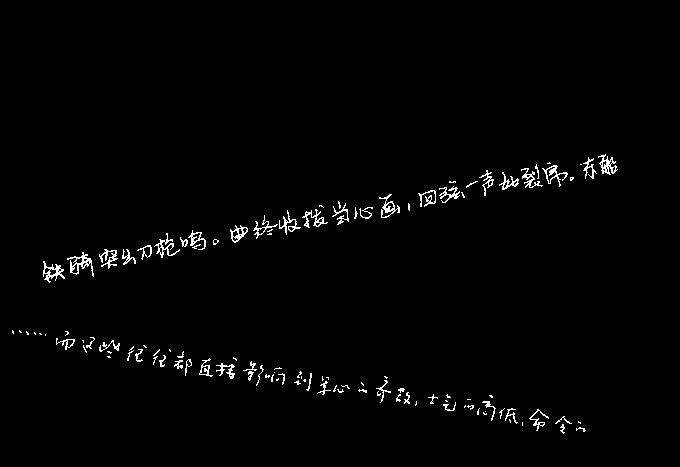 铁骑突出刀枪鸣。曲终收拨当心画，四弦一声如裂帛。东船
……而这些往往都直接影响到军心的齐散，士气的高低，命令的